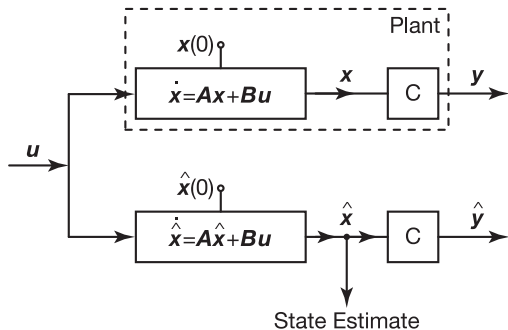 Plant
x(0)
ẋ=Ax+Bu
x
C
y
u
x̂(0)
x̂̇=Ax̂+Bu
x̂
C
ŷ
State Estimate